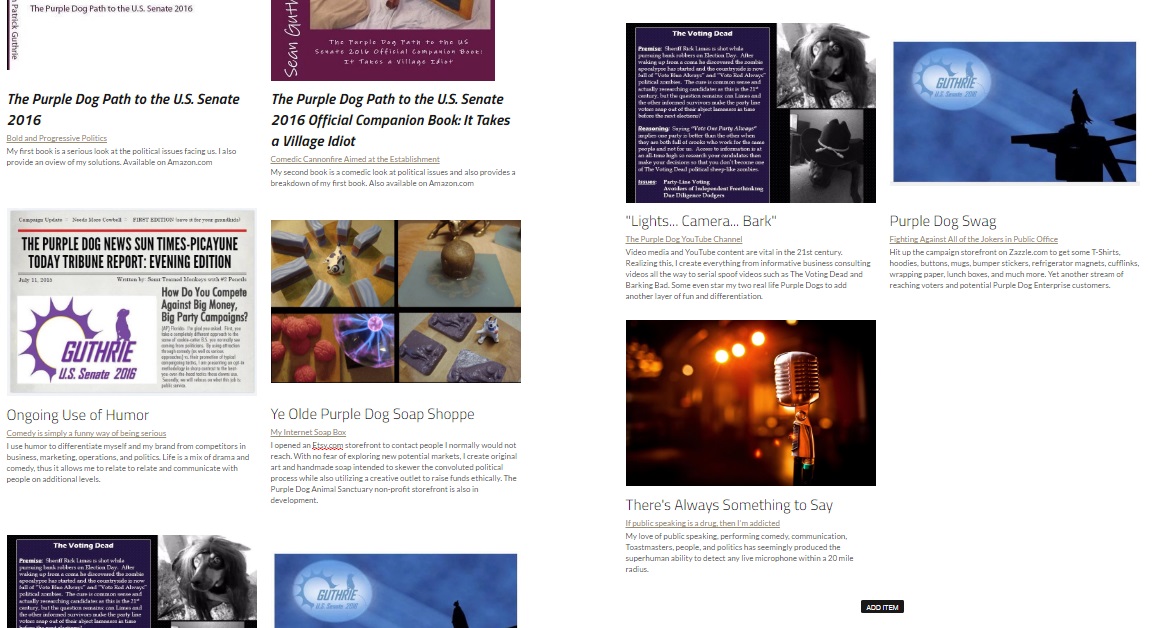 n Patrick Guthrie
The Purple Dog Path to the U.S. Senate 2016
Sean Guth
The Purple Dog Path to the US
Senate 2016 Official Companion Book:
It Takes a Village Idiot
The Purple Dog Path to the U.S. Senate
2016
Bold and Progressive Politics
My first book is a serious look at the political issues facing us. I also
provide an oview of my solutions. Available on Amazon.com
The Purple Dog Path to the U.S. Senate
2016 Official Companion Book: It Takes
a Village Idiot
Comedic Cannonfire Aimed at the Establishment
My second book is a comedic look at political issues and also provides a
breakdown of my first book. Also available on Amazon.com
Campaign Update
Needs More Cowbell
FIRST EDITION (save it for your grandkids)
THE PURPLE DOG NEWS SUN TIMES-PICAYUNE
TODAY TRIBUNE REPORT: EVENING EDITION
July 11, 2015
Written by: Some Trained Monkeys with #2 Pencils
How Do You Compete
Against Big Money,
Big Party Campaigns?
GUTHRIE
U.S. Senate 2016
Ongoing Use of Humor
Comedy is simply a funny way of being serious
I use humor to differentiate myself and my brand from competitors in
business, marketing, operations, and politics. Life is a mix of drama and
comedy, thus it allows me to relate to relate and communicate with
people on additional levels.
Ye Olde Purple Dog Soap Shoppe
My Internet Soap Box
I opened an Etsy.com storefront to contact people I normally would not
reach. With no fear of exploring new potential markets, I create original
art and handmade soap intended to skewer the convoluted political
process while also utilizing a creative outlet to raise funds ethically. The
Purple Dog Animal Sanctuary non-profit storefront is also in
development.
The Voting Dead
Premise: Sheriff Rick Limas is shot while
pursuing bank robbers on Election Day. After
waking up from a coma he discovered the zombie
apocalypse has started and the countryside is now
full of "Vote Blue Always" and "Vote Red Always"
political zombies. The cure is common sense and
actually researching candidates as this is the 21st
century, but the question remains: can Limas and
the other informed survivors make the party line
GUTHRIE
U.S. Senate 2016
The Voting Dead
Premise: Sheriff Rick Limas is shot while
pursuing bank robbers on Election Day. After
waking up from a coma he discovered the zombie
apocalypse has started and the countryside is now
full of "Vote Blue Always" and "Vote Red Always"
political zombies. The cure is common sense and
actually researching candidates as this is the 21st
century, but the question remains: can Limas and
the other informed survivors make the party line
voters snap out of their object laziness in time
before the next elections?
Reasoning: Saying "Vote One Party Always"
implies one party is better than the other when
they are both full of crooks who work for the same
people and not for us. Access to information is at
an all-time high so research your candidates then
make your decisions so that you don't become one
of The Voting Dead political sheep-like zombies.
Issues: Party-Line Voting
Avoiders of Independent Freethinking
Due Diligence Dodgers
"Lights... Camera... Bark"
The Purple Dog YouTube Channel
Video media and YouTube content are vital in the 21st century.
Realizing this, I create everything from informative business consulting
videos all the way to serial spoof videos such as The Voting Dead and
Barking Bad. Some even star my two real life Purple Dogs to add
another layer of fun and differentiation.
GUTHRIE
U.S. Senate 2016
Purple Dog Swag
Fighting Against All of the Jokers in Public Office
Hit up the campaign storefront on Zazzle.com to get some T-Shirts,
hoodies, buttons, mugs, bumper stickers, refrigerator magnets, cufflinks,
wrapping paper, lunch boxes, and much more. Yet another stream of
reaching voters and potential Purple Dog Enterprise customers.
There's Always Something to Say
If public speaking is a drug, then I'm addicted
My love of public speaking, performing comedy, communication,
Toastmasters, people, and politics has seemingly produced the
superhuman ability to detect any live microphone within a 20 mile
radius.
ADD ITEM